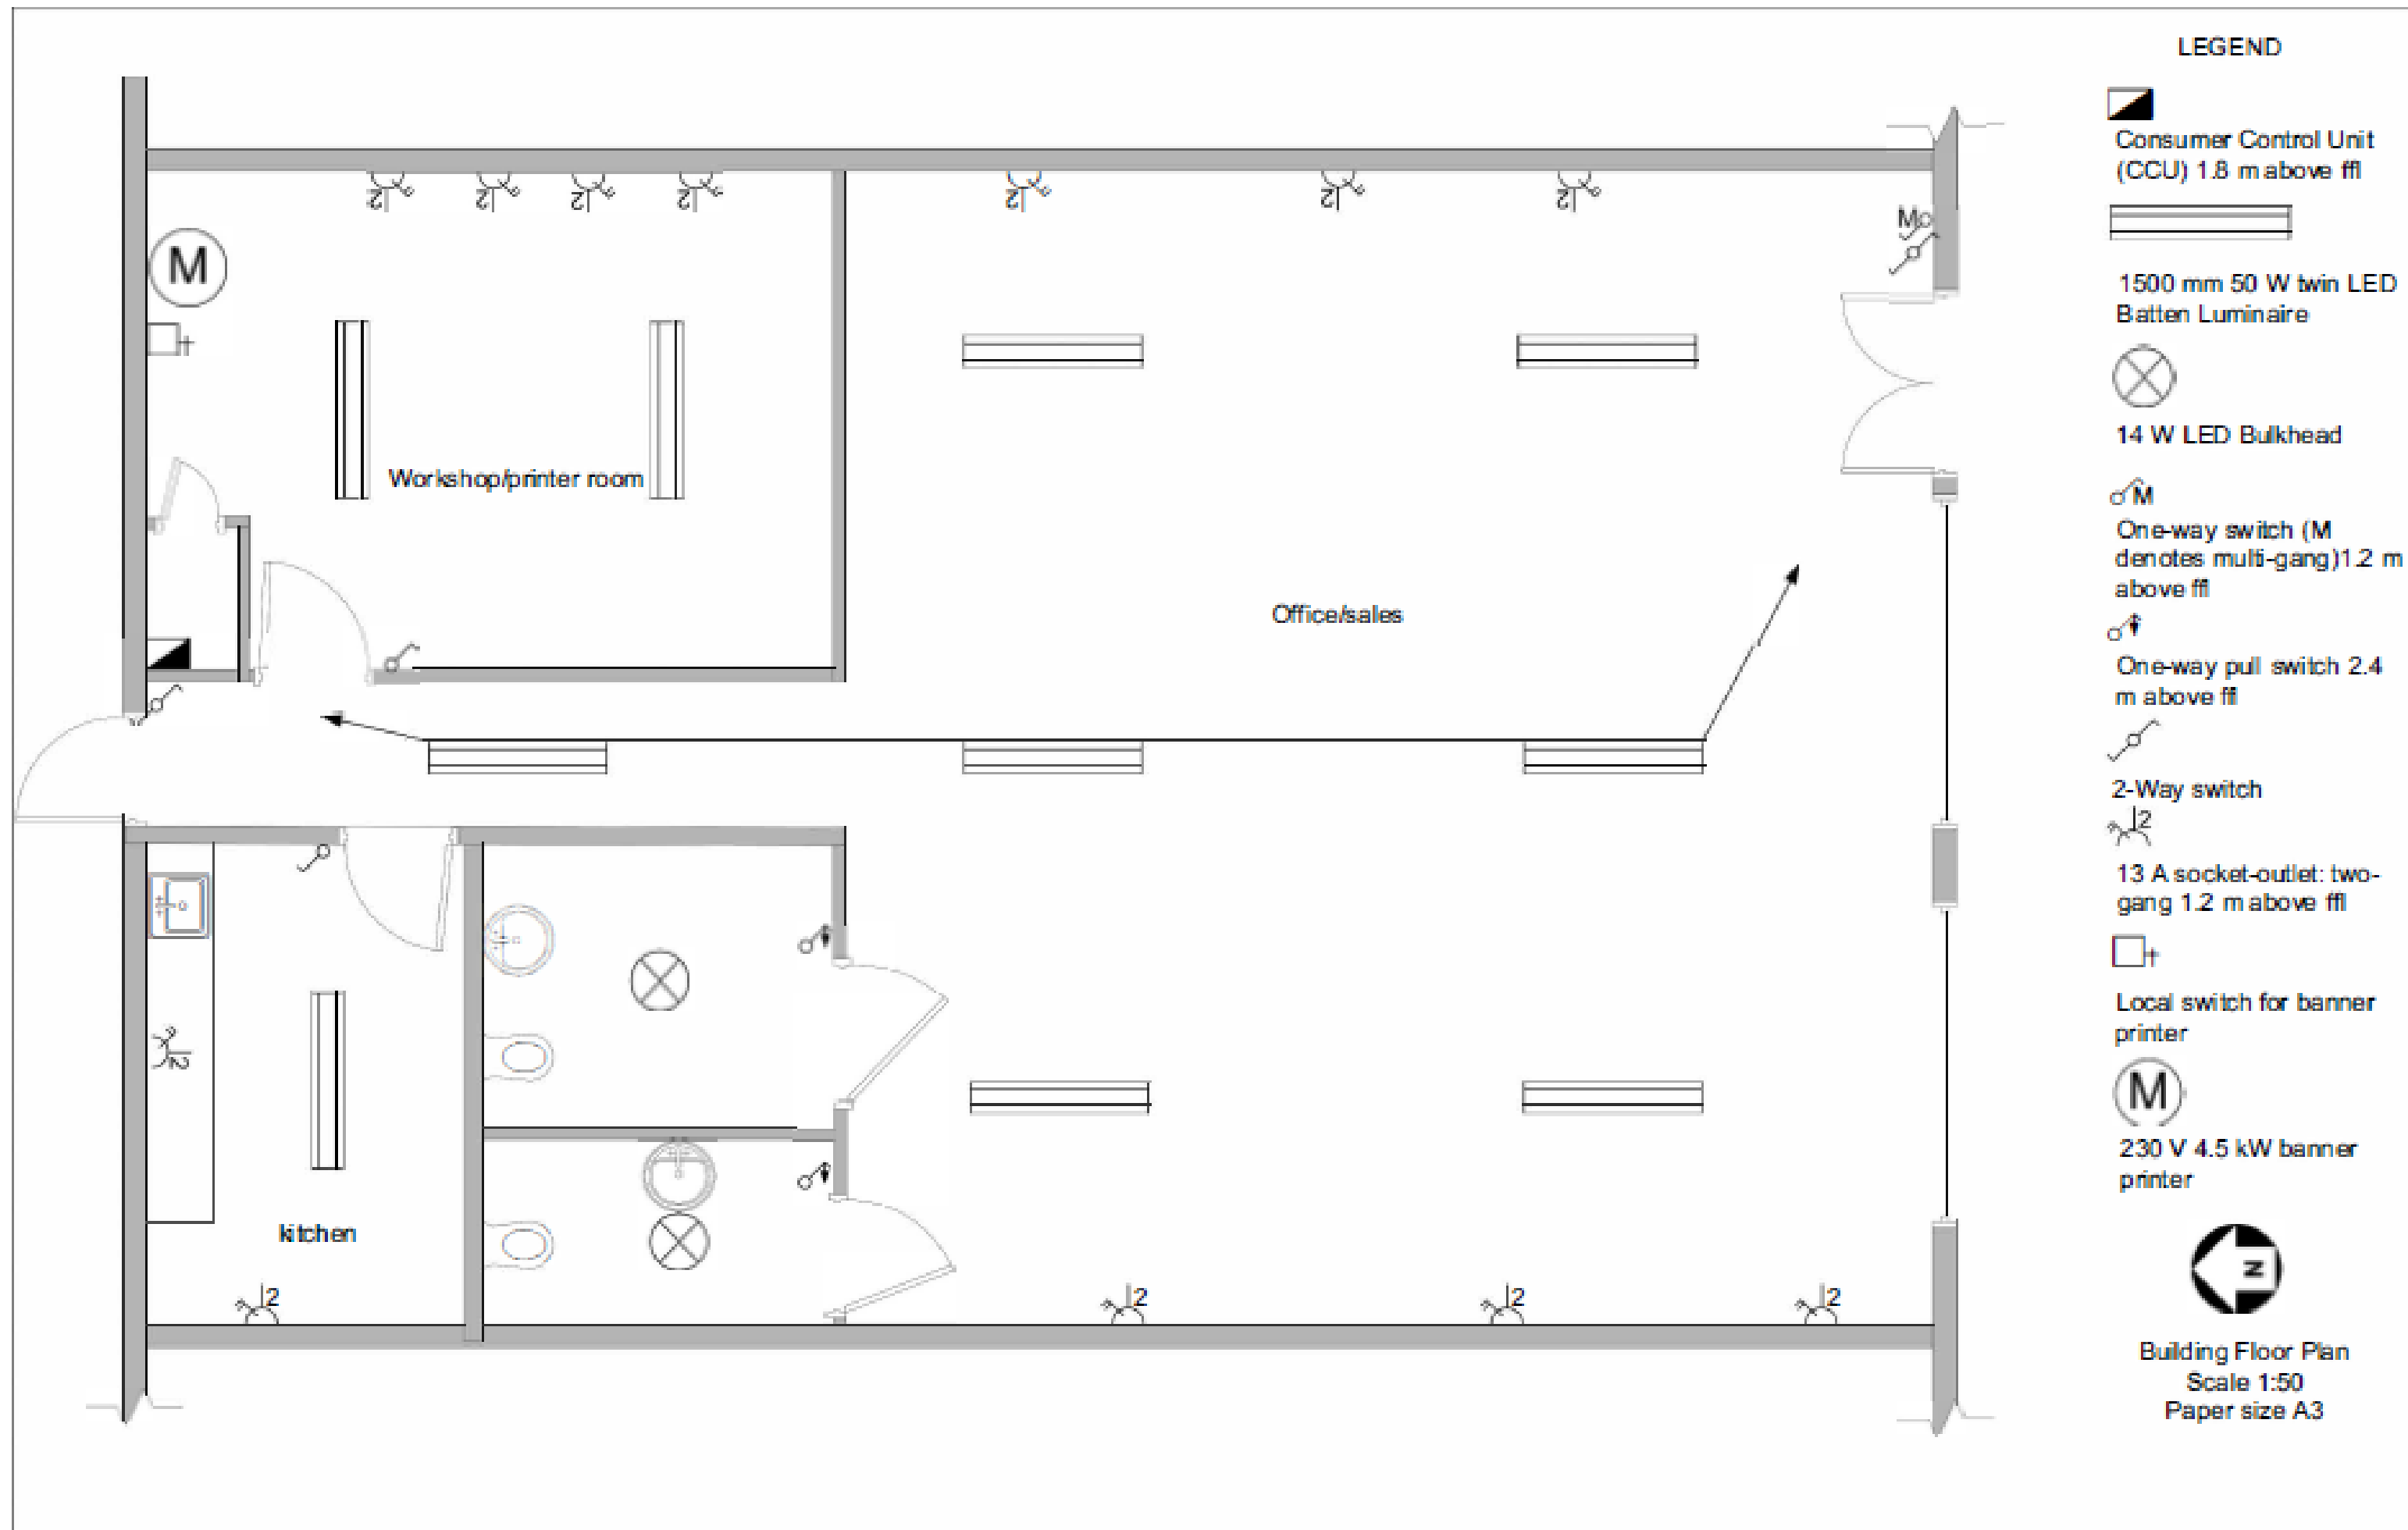 LEGEND
Consumer Control Unit
(CCU) 1.8 m above ffl
1500 mm 50 W twin LED
Batten Luminaire
14 W LED Bulkhead
M
One-way switch (M
denotes multi-gang)1.2 m
above ffl
One-way pull switch 2.4
m above ffl
2-Way switch
2
13 A socket-outlet: two-
gang 1.2 m above ffl
Local switch for banner
printer
M
230 V 4.5 kW banner
printer
N
Building Floor Plan
Scale 1:50
Paper size A3
2 2 2 2 2 2 2
M
M
Workshop/printer room
Office/sales
2
kitchen
2 2 2 2